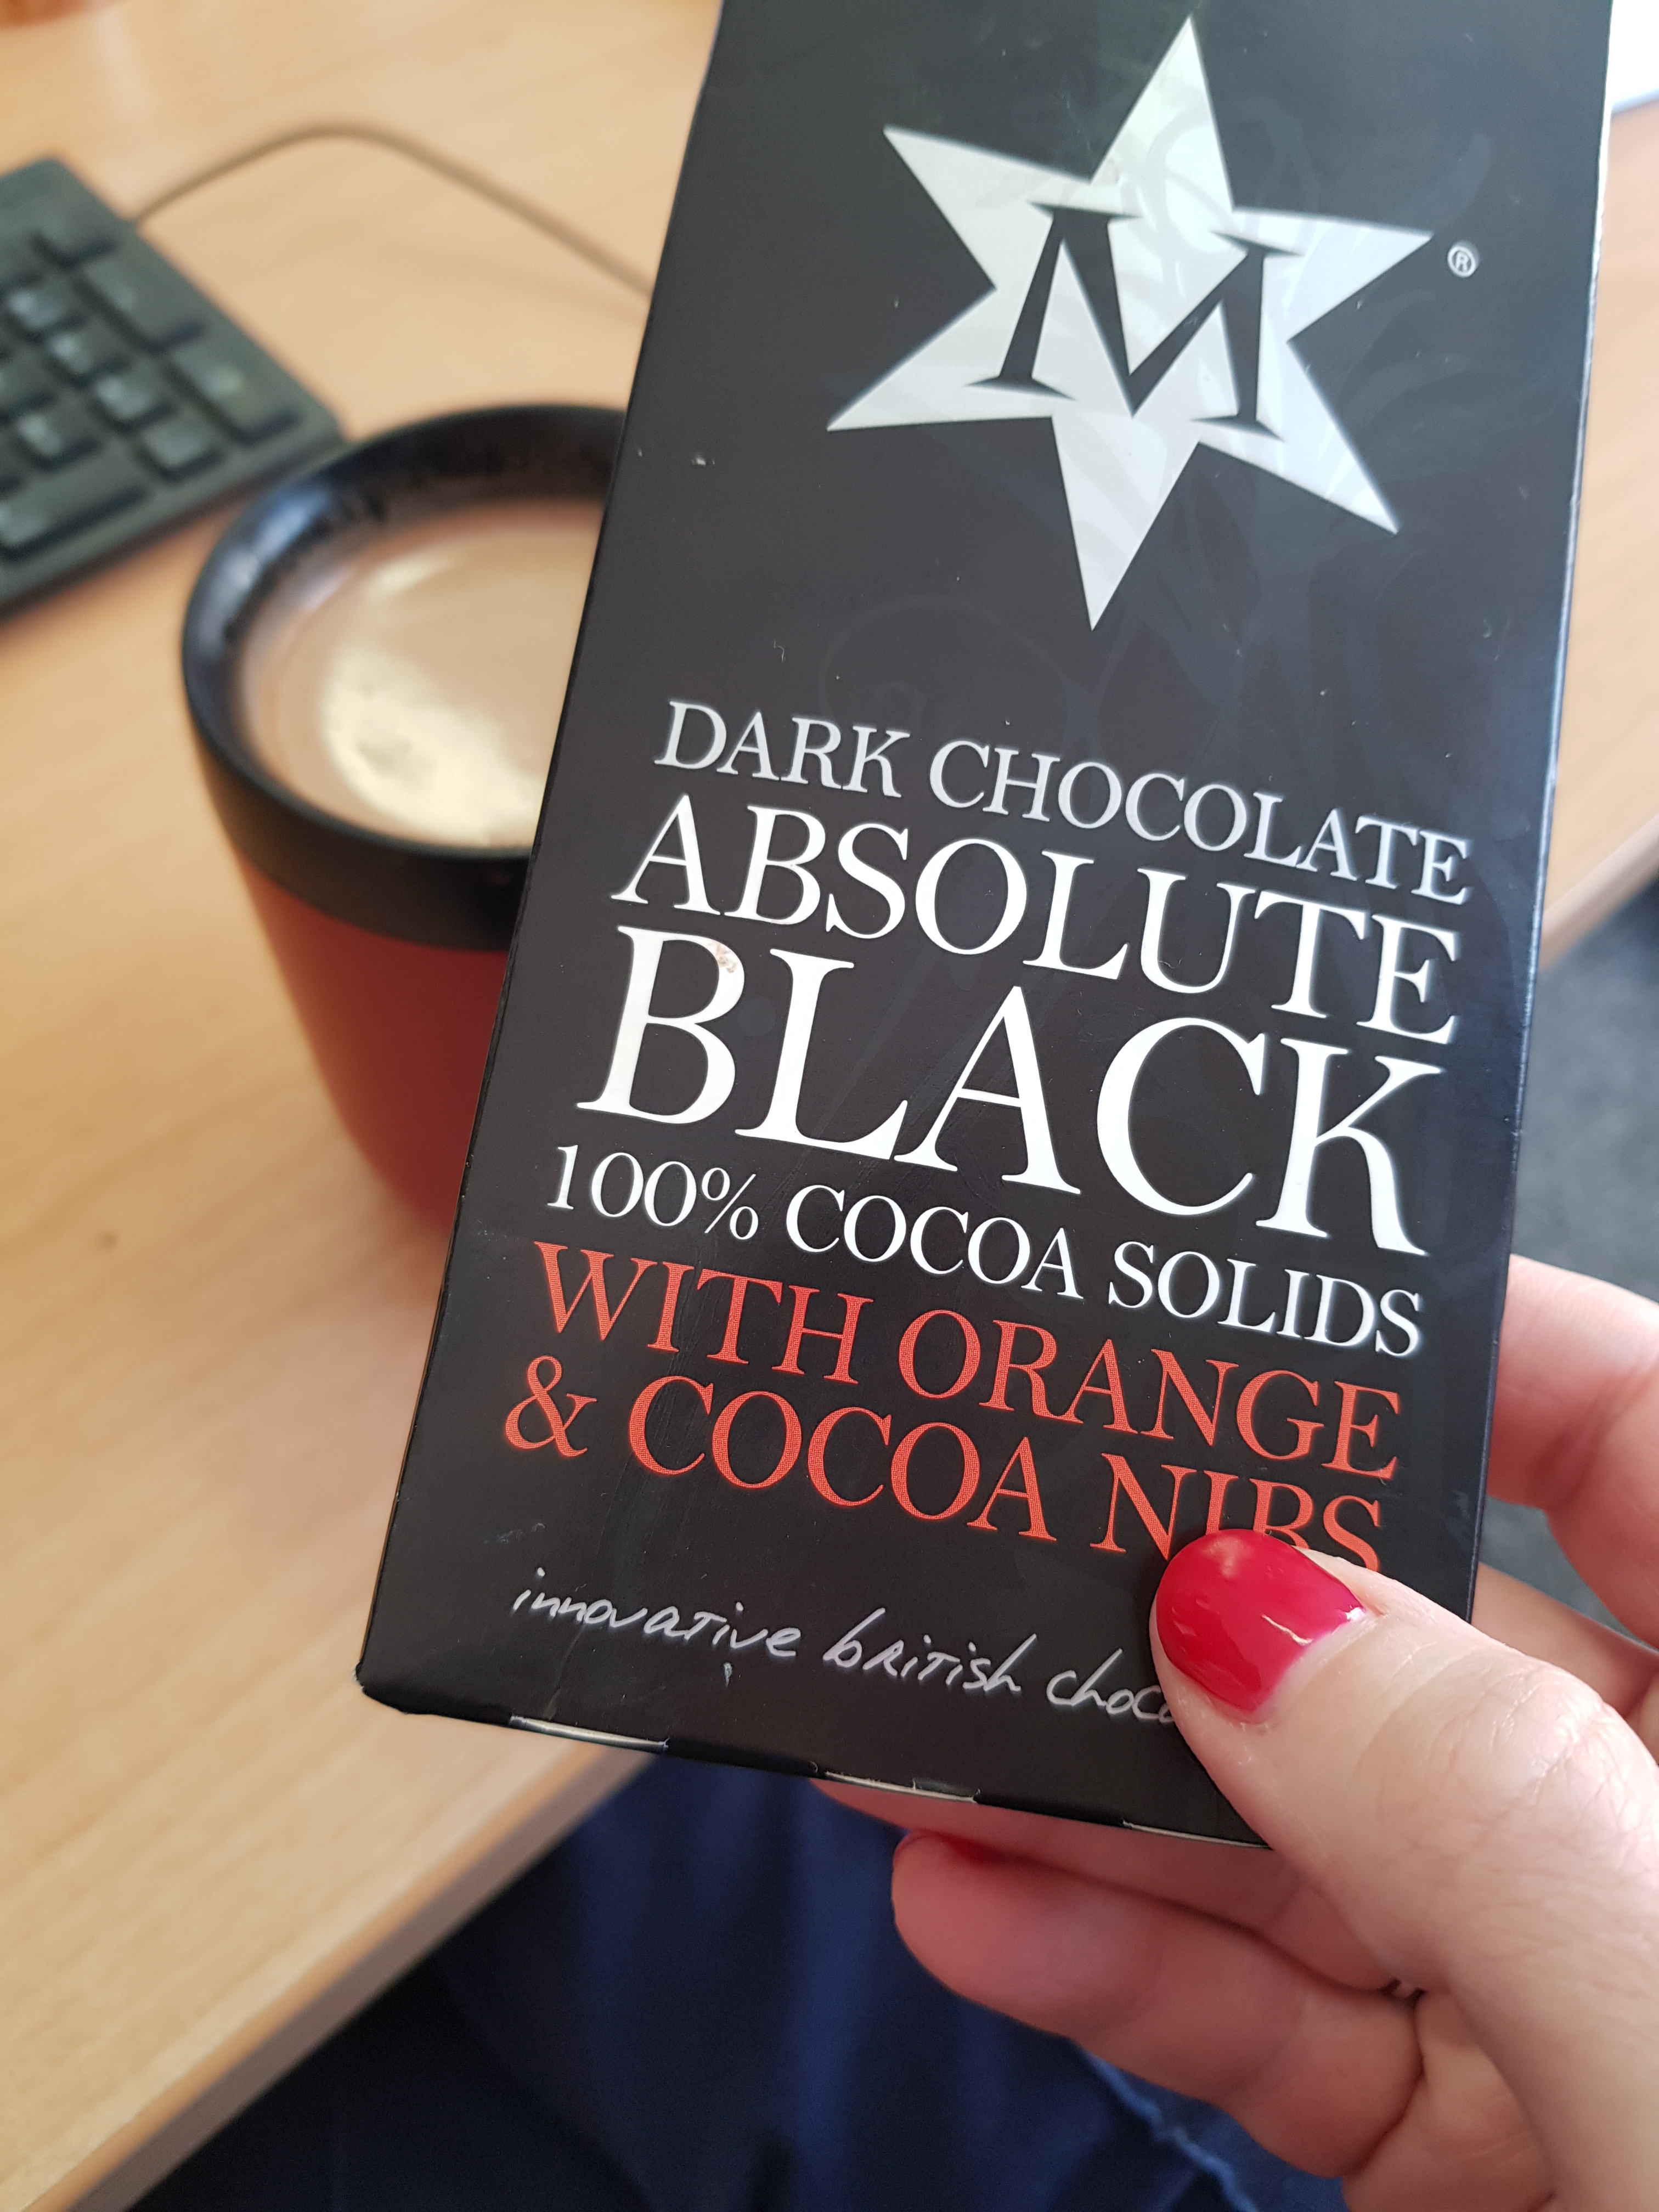 M
®
DARK CHOCOLATE
ABSOLUTE
BLACK
100% COCOA SOLIDS
WITH ORANGE
& COCOA NIBS
innovative british